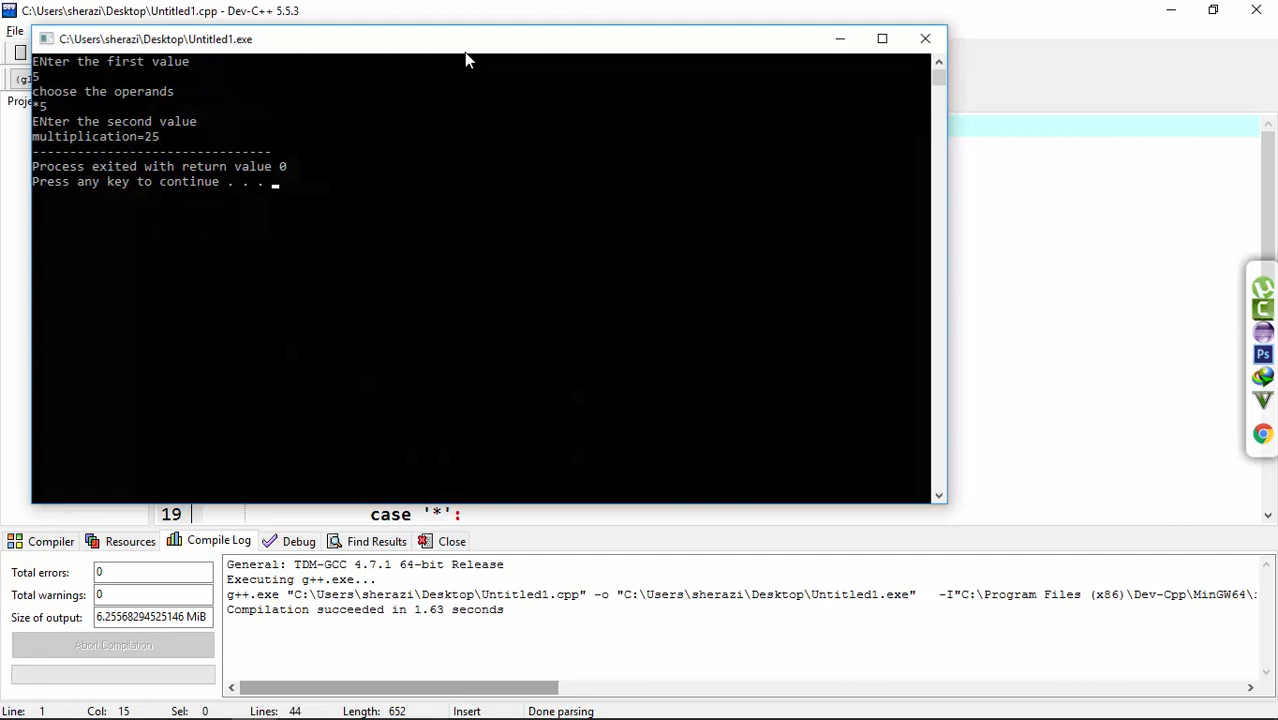 C:\Users\sherazi\Desktop\Untitled1.cpp - Dev-C++ 5.5.3
File
C:\Users\sherazi\Desktop\Untitled1.exe
ENter the first value
5
choose the operands
*5
ENter the second value
multiplication=25
--------------------------------
Process exited with return value 0
Press any key to continue . . .
19
case '*':
Compiler
Resources
Compile Log
Debug
Find Results
Close
Total errors:
0
Total warnings:
0
Size of output:
6.25568294525146 MiB
Abort Compilation
General: TDM-GCC 4.7.1 64-bit Release
Executing g++.exe...
g++.exe "C:\Users\sherazi\Desktop\Untitled1.cpp" -o "C:\Users\sherazi\Desktop\Untitled1.exe" -I"C:\Program Files (x86)\Dev-Cpp\MinGW64\
Compilation succeeded in 1.63 seconds
Line: 1
Col: 15
Sel: 0
Lines: 44
Length: 652
Insert
Done parsing
Ps